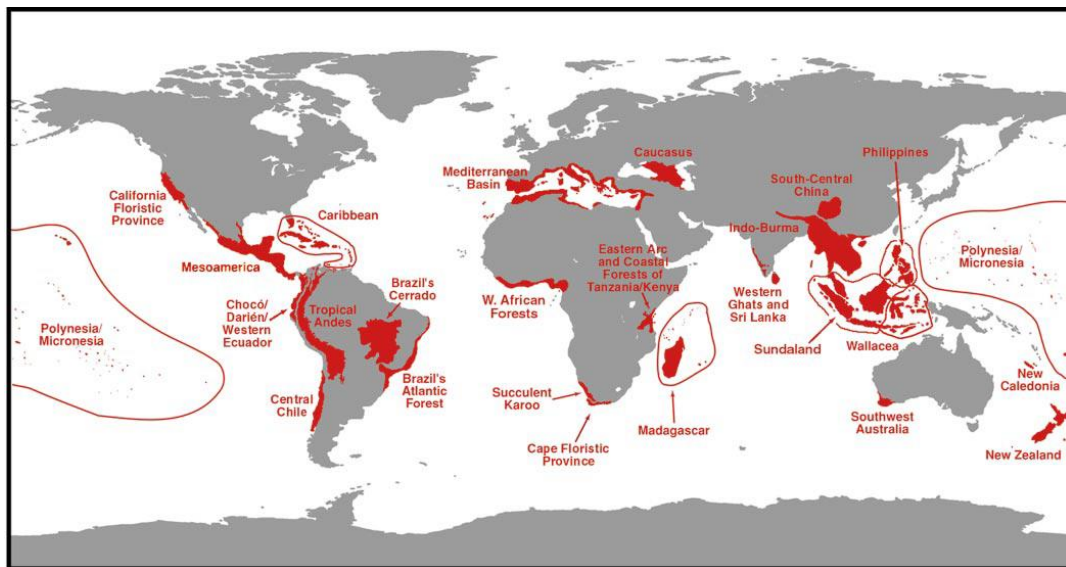 California
Floristic
Province
Caribbean
Mesoamerica
Polynesia/
Micronesia
Chocó/
Darién/
Western
Ecuador
Tropical
Andes
Brazil's
Cerrado
Central
Chile
Brazil's
Atlantic
Forest
Mediterranean
Basin
Caucasus
W. African
Forests
Eastern Arc
and Coastal
Forests of
Tanzania/Kenya
Succulent
Karoo
Cape Floristic
Province
Madagascar
Philippines
South-Central
China
Indo-Burma
Western
Ghats and
Sri Lanka
Sundaland
Wallacea
Polynesia/
Micronesia
New
Caledonia
Southwest
Australia
New Zealand